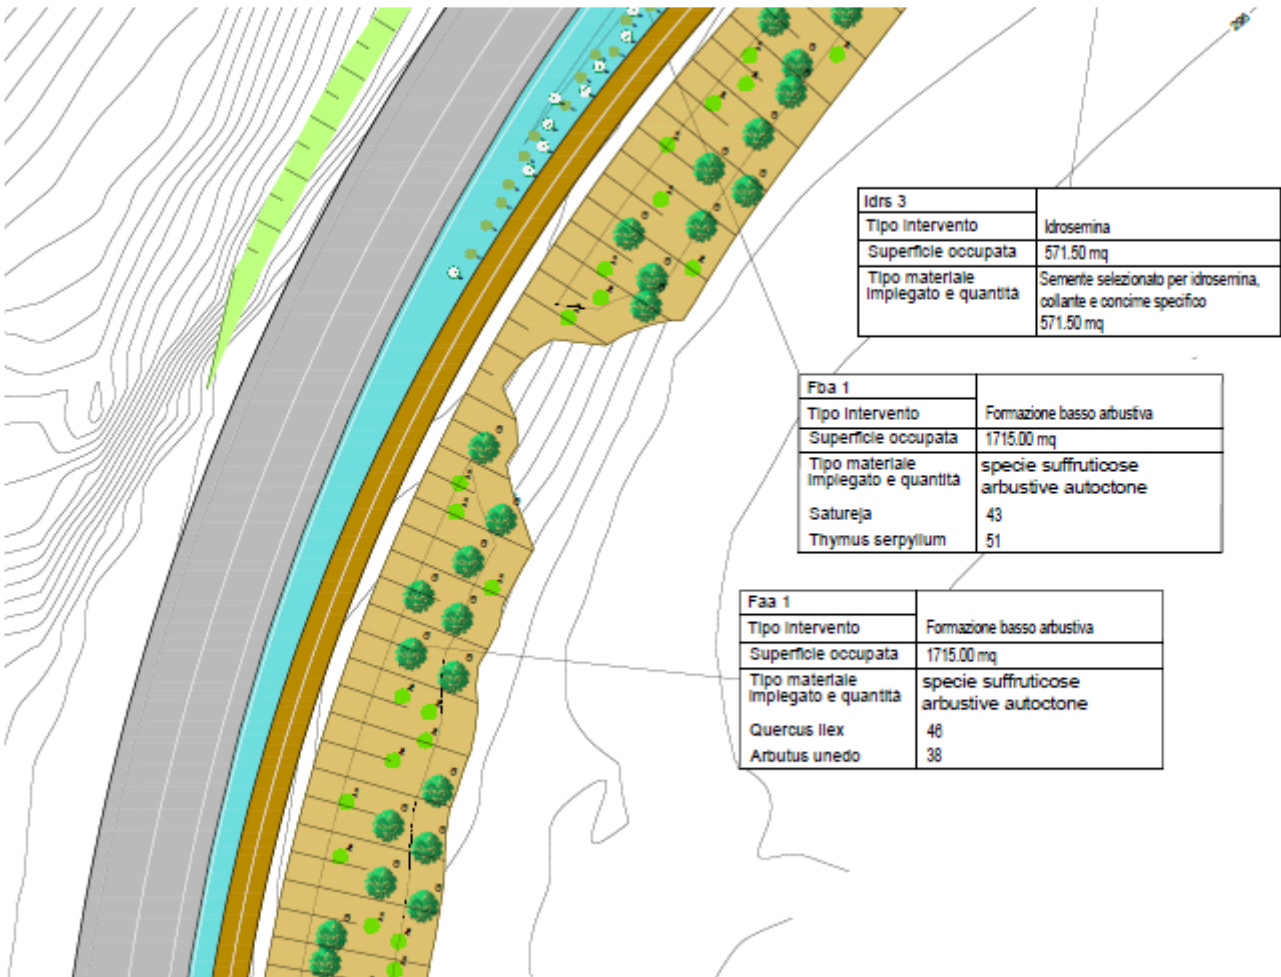 296
Idrs 3
Tipo Intervento Idrosemina
Superficie occupata 571.50 mq
Tipo materiale Impiegato e quantità Semente selezionato per idrosemina,
collante e concime specifico
571.50 mq
Fba 1
Tipo Intervento Formazione basso arbustiva
Superficie occupata 1715.00 mq
Tipo materiale Impiegato e quantità specie suffruticose
arbustive autoctone
Satureja 43
Thymus serpyllum 51
Faa 1
Tipo Intervento Formazione basso arbustiva
Superficie occupata 1715.00 mq
Tipo materiale Impiegato e quantità specie suffruticose
arbustive autoctone
Quercus Ilex 46
Arbutus unedo 38